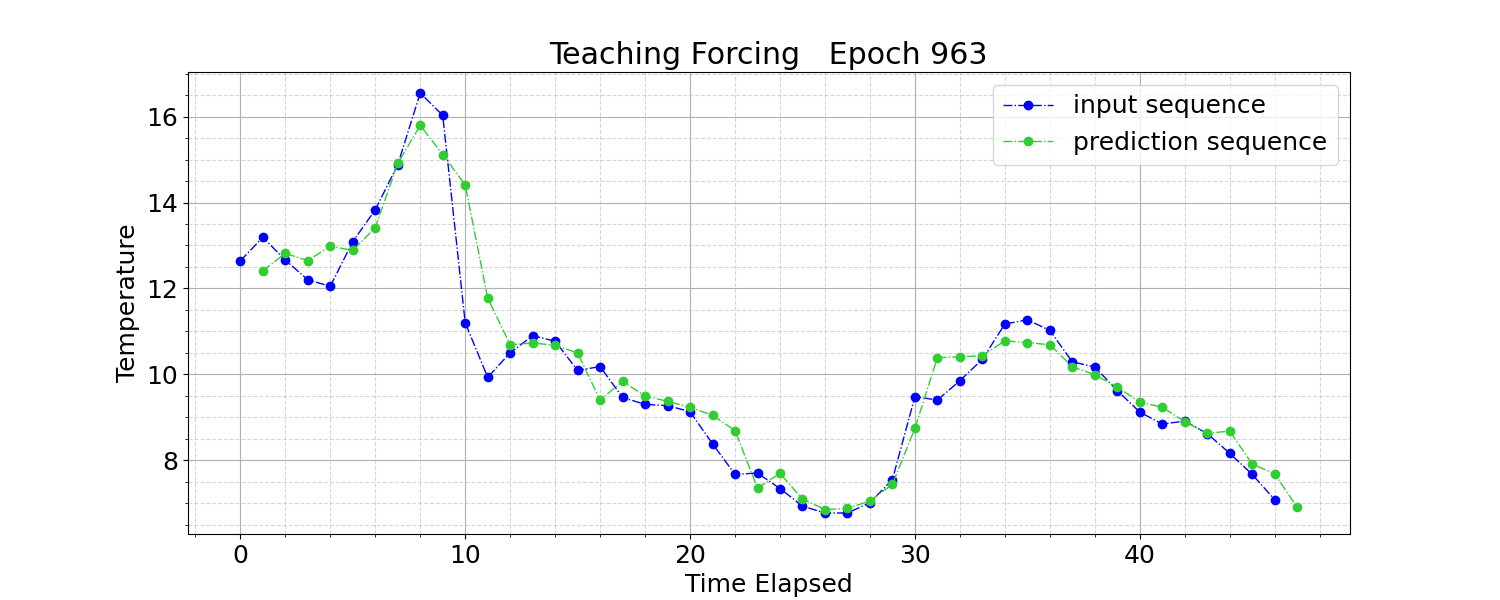 Teaching Forcing   Epoch 963
input sequence
prediction sequence
16
14
12
10
8
Temperature
0 10 20 30 40
Time Elapsed